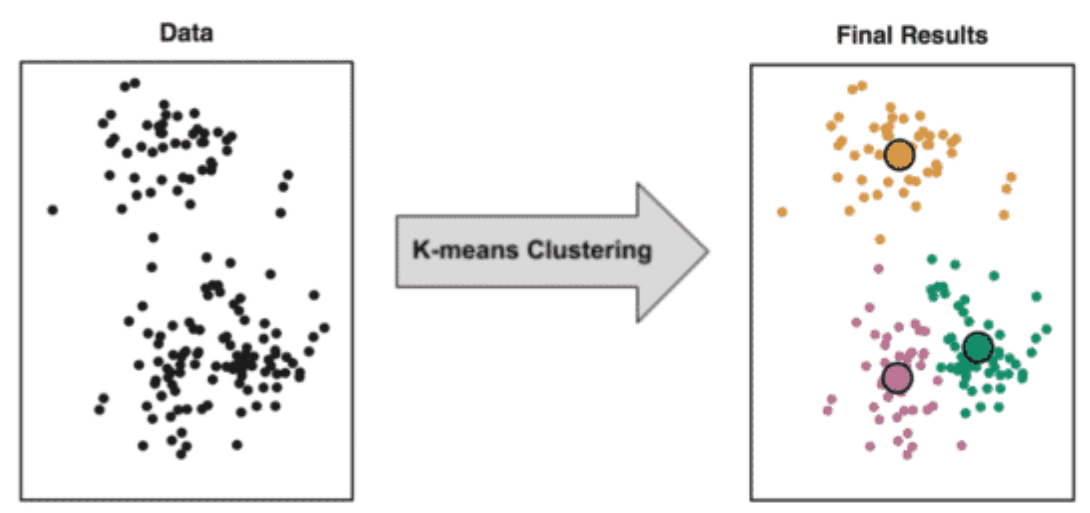 Data
Final Results
K-means Clustering